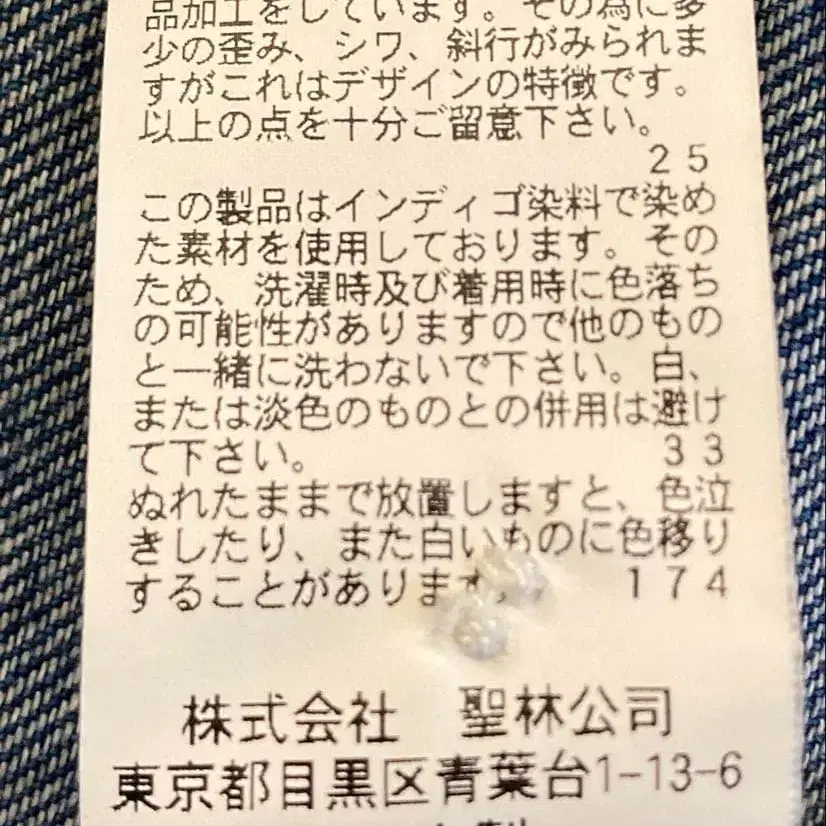 品加工をしています。その為に多
少の歪み、シワ、斜行がみられま
すがこれはデザインの特徴です。
以上の点を十分ご留意下さい。
25
この製品はインディゴ染料で染め
た素材を使用しております。その
ため、洗濯時及び着用時に色落ち
の可能性がありますので他のもの
と一緒に洗わないで下さい。白、
または淡色のものとの併用は避け
て下さい。 33
ぬれたままで放置しますと、色泣
きしたり、また白いものに色移り
することがあります。 174
株式会社 聖林公司
東京都目黒区青葉台1-13-6